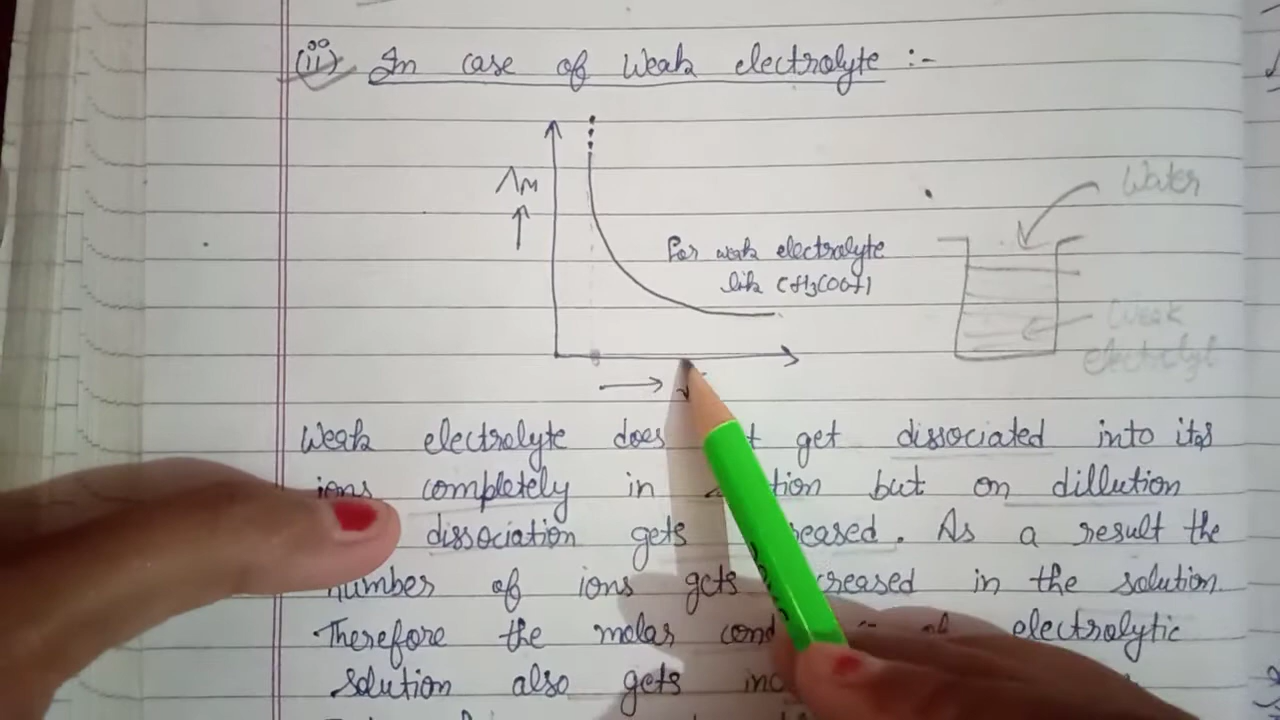 (ii) In case of Weak electrolyte :-
Λm
Water
For weak electrolyte
like CH3COOH
Weak
electrolyt
Weak electrolyte does get dissociated into its
ions completely in but on dillution
dissociation gets . As a result the
number of ions gets in the solution.
Therefore the molar electrolytic
solution also gets